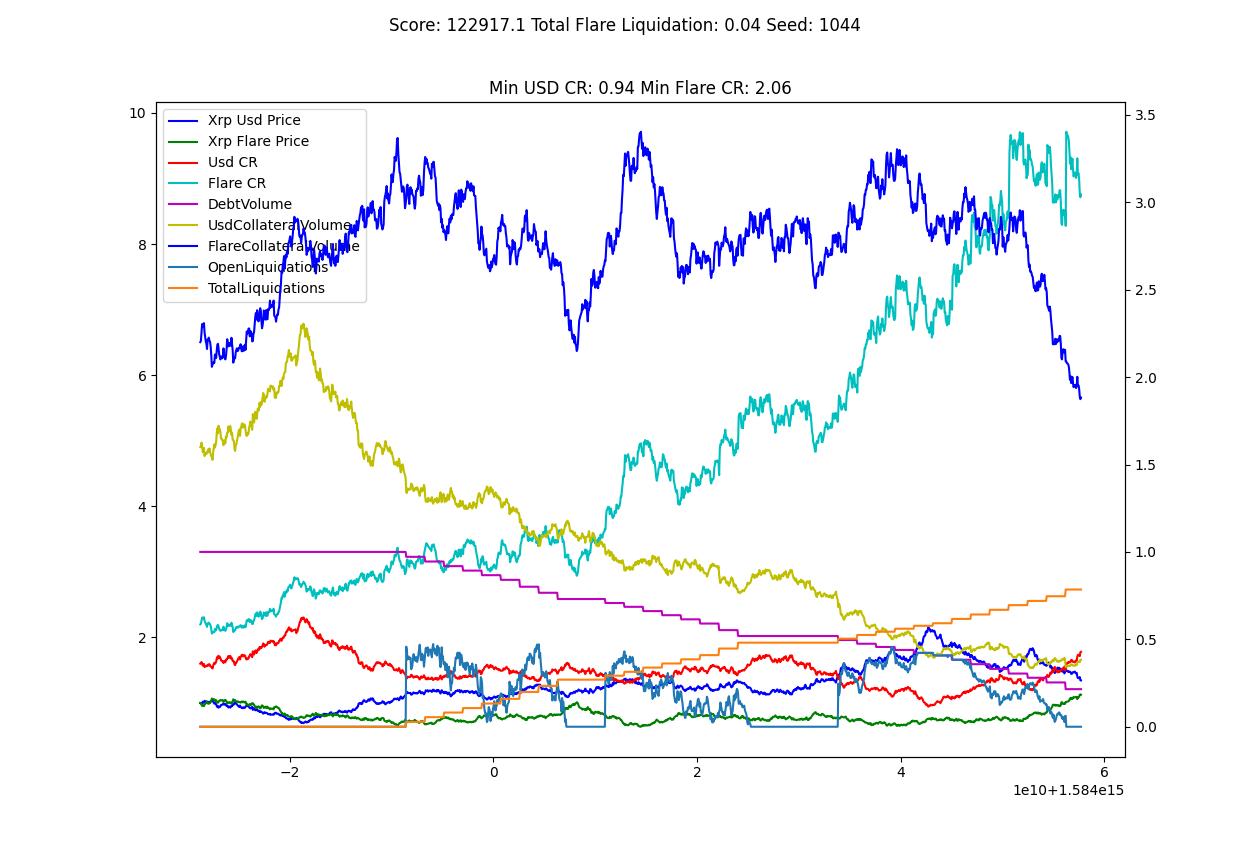 Score: 122917.1 Total Flare Liquidation: 0.04 Seed: 1044
Min USD CR: 0.94 Min Flare CR: 2.06
10
8
6
4
2
3.5
3.0
2.5
2.0
1.5
1.0
0.5
0.0
Xrp Usd Price
Xrp Flare Price
Usd CR
Flare CR
DebtVolume
UsdCollateralVolume
FlareCollateralVolume
OpenLiquidations
TotalLiquidations
−2 0 2 4 6
1e10+1.584e15